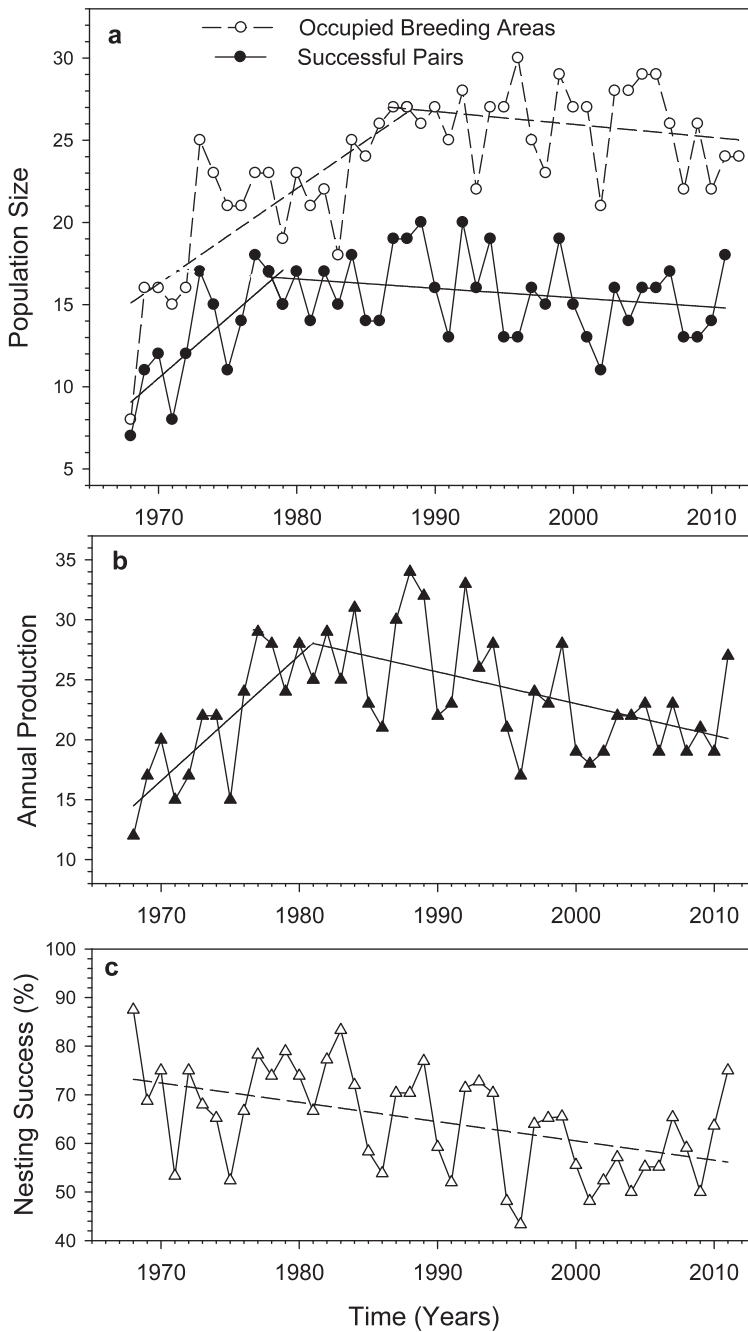 a
Occupied Breeding Areas
Successful Pairs
30
25
20
15
10
5
Population Size
1970 1980 1990 2000 2010
b
35
30
25
20
15
10
Annual Production
1970 1980 1990 2000 2010
c
100
90
80
70
60
50
40
Nesting Success (%)
1970 1980 1990 2000 2010
Time (Years)